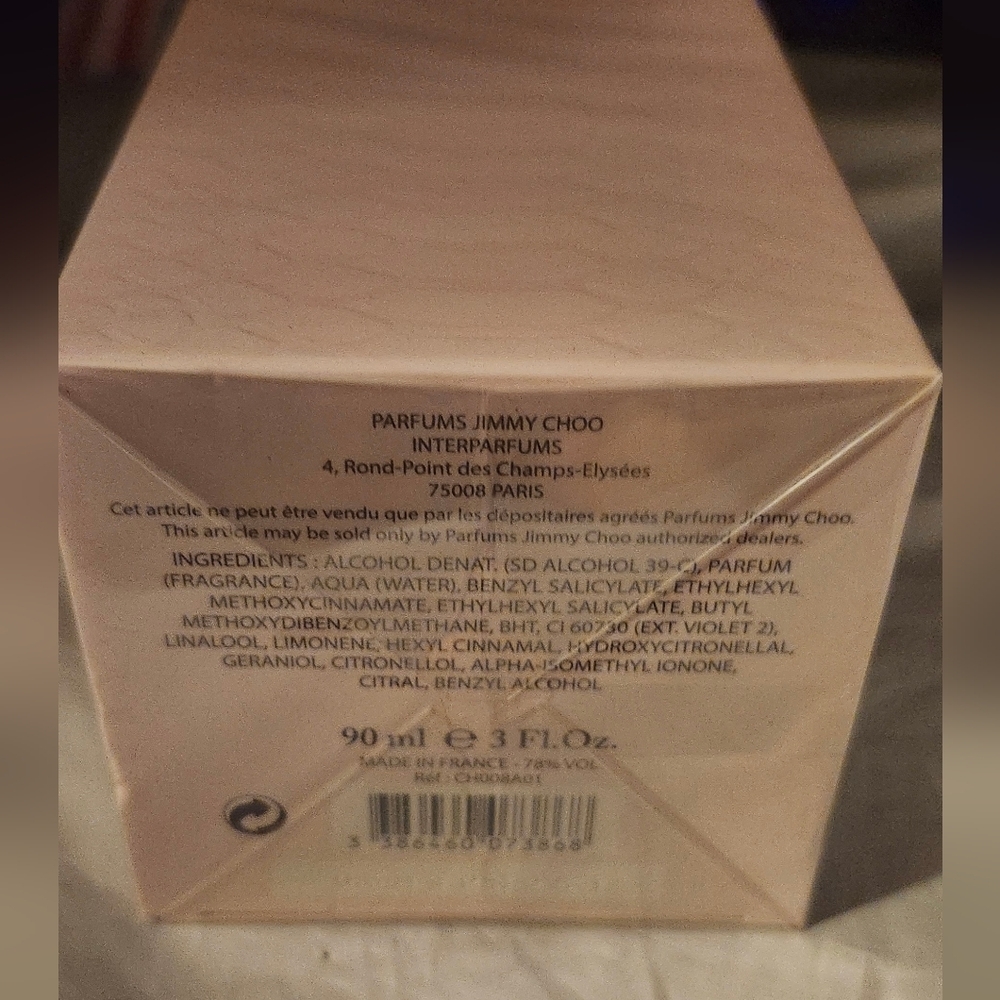 PARFUMS JIMMY CHOO
INTERPARFUMS
4, Rond-Point des Champs-Elysées
75008 PARIS
Cet article ne peut être vendu que par les dépositaires agréés Parfums Jimmy Choo.
This article may be sold only by Parfums Jimmy Choo authorized dealers.
INGREDIENTS : ALCOHOL DENAT. (SD ALCOHOL 39-C), PARFUM
(FRAGRANCE), AQUA (WATER), BENZYL SALICYLATE, ETHYLHEXYL
METHOXYCINNAMATE, ETHYLHEXYL SALICYLATE, BUTYL
METHOXYDIBENZOYLMETHANE, BHT, CI 60730 (EXT. VIOLET 2),
LINALOOL, LIMONENE, HEXYL CINNAMAL, HYDROXYCITRONELLAL,
GERANIOL, CITRONELLOL, ALPHA-ISOMETHYL IONONE,
CITRAL, BENZYL ALCOHOL
90 ml e 3 Fl.Oz.
MADE IN FRANCE - 78% VOL
Réf : CH008A01
3 386460 073868